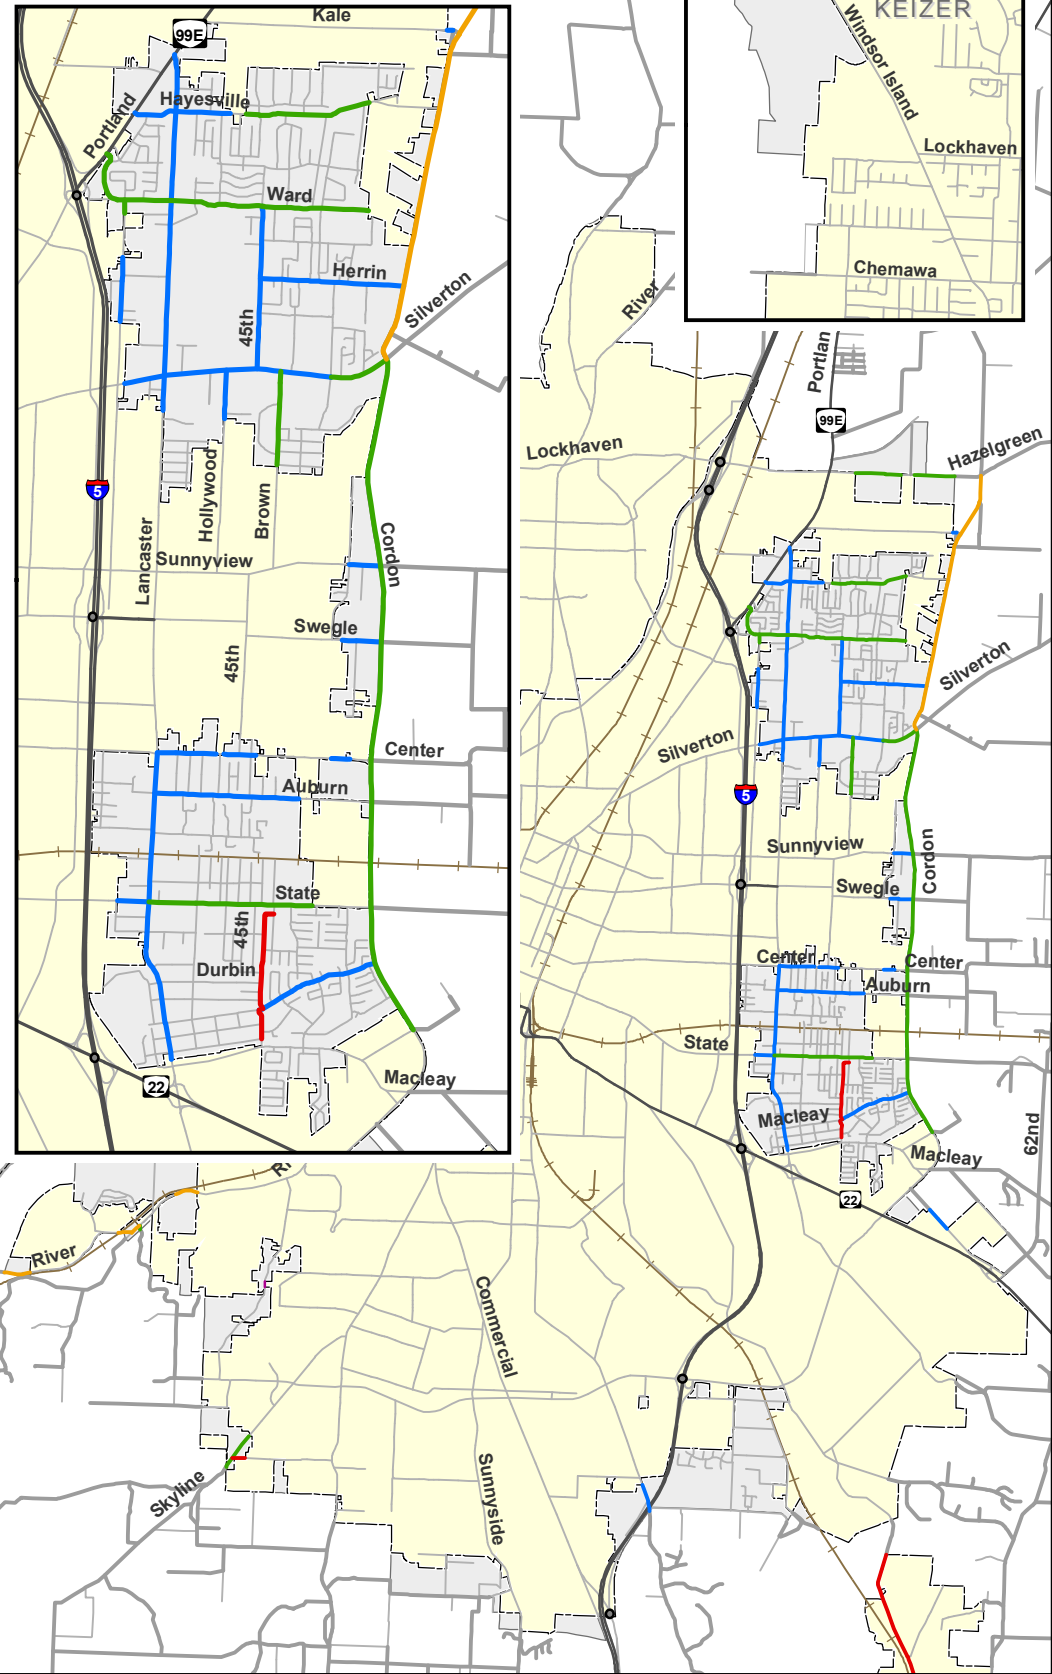 Kale
99E
Hayesville
Portland
Ward
Herrin
Silverton
45th
5
Lancaster
Hollywood
Brown
Sunnyview
Cordon
Swegle
45th
Center
Auburn
State
45th
Durbin
22
Macleay
KEIZER
Windsor Island
Lockhaven
Chemawa
River
Portlan
99E
Lockhaven
Hazelgreen
Silverton
Silverton
5
Sunnyview
Swegle
Cordon
Center
Center
Auburn
State
Macleay
Macleay
62nd
22
Ri
River
Commercial
Skyline
Sunnyside